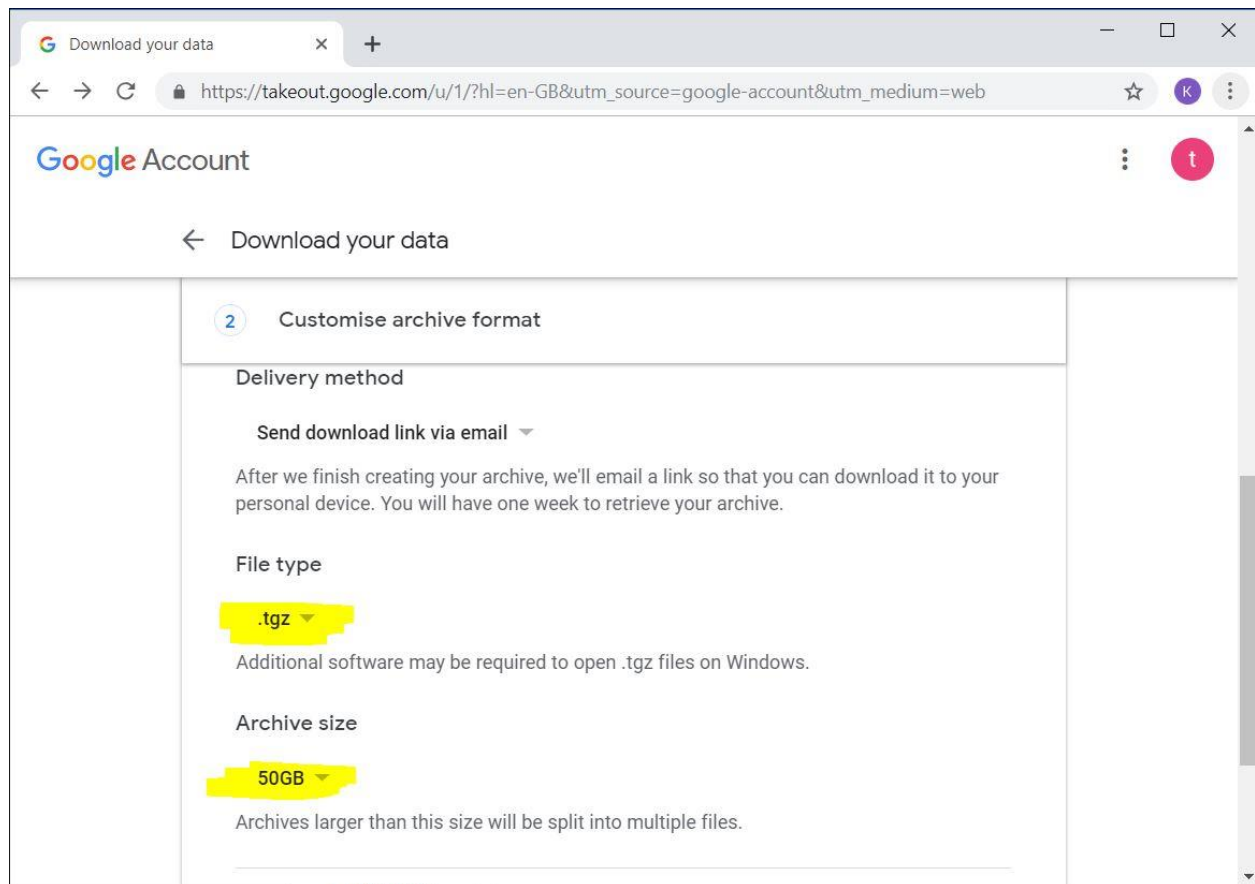 Download your data
https://takeout.google.com/u/1/?hl=en-GB&utm_source=google-account&utm_medium=web
K
Google Account
t
Download your data
2 Customise archive format
Delivery method
Send download link via email
After we finish creating your archive, we'll email a link so that you can download it to your
personal device. You will have one week to retrieve your archive.
File type
.tgz
Additional software may be required to open .tgz files on Windows.
Archive size
50GB
Archives larger than this size will be split into multiple files.